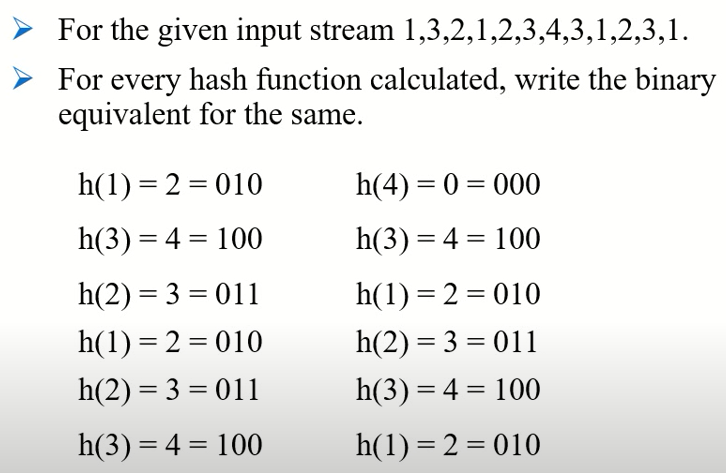 ➤ For the given input stream 1,3,2,1,2,3,4,3,1,2,3,1.
➤ For every hash function calculated, write the binary
equivalent for the same.
h(1) = 2 = 010
h(3) = 4 = 100
h(2) = 3 = 011
h(1) = 2 = 010
h(2) = 3 = 011
h(3) = 4 = 100
h(4) = 0 = 000
h(3) = 4 = 100
h(1) = 2 = 010
h(2) = 3 = 011
h(3) = 4 = 100
h(1) = 2 = 010